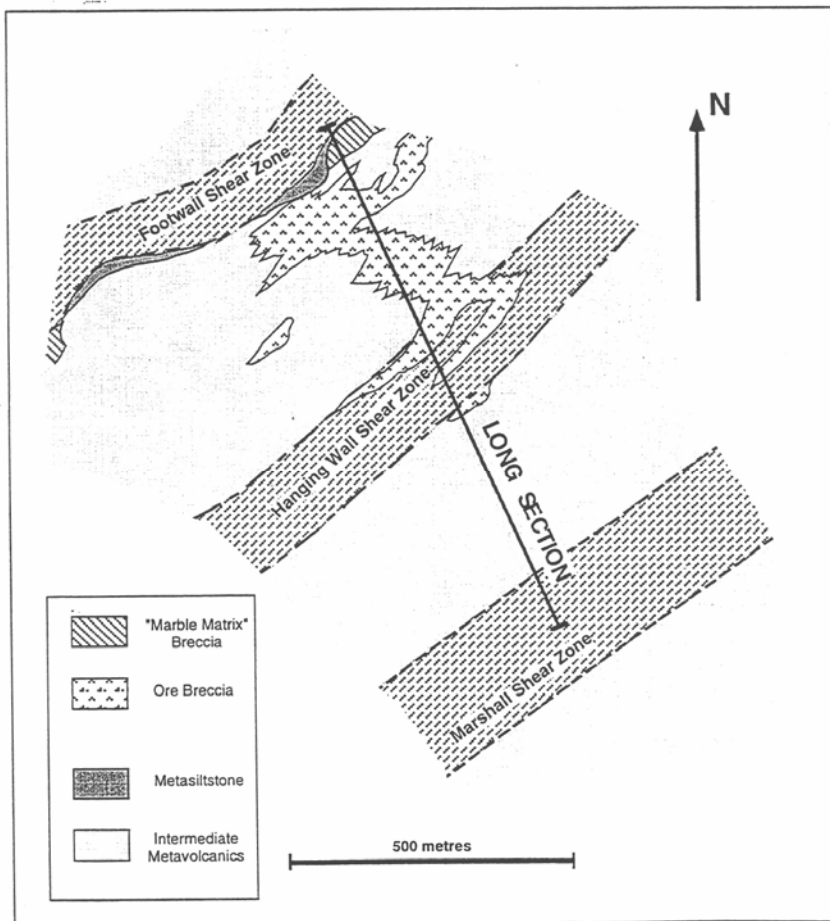 N
Footwall Shear Zone
Hanging Wall Shear Zone
LONG SECTION
Marshall Shear Zone
"Marble Matrix"
Breccia
Ore Breccia
Metasiltstone
Intermediate
Metavolcanics
500 metres